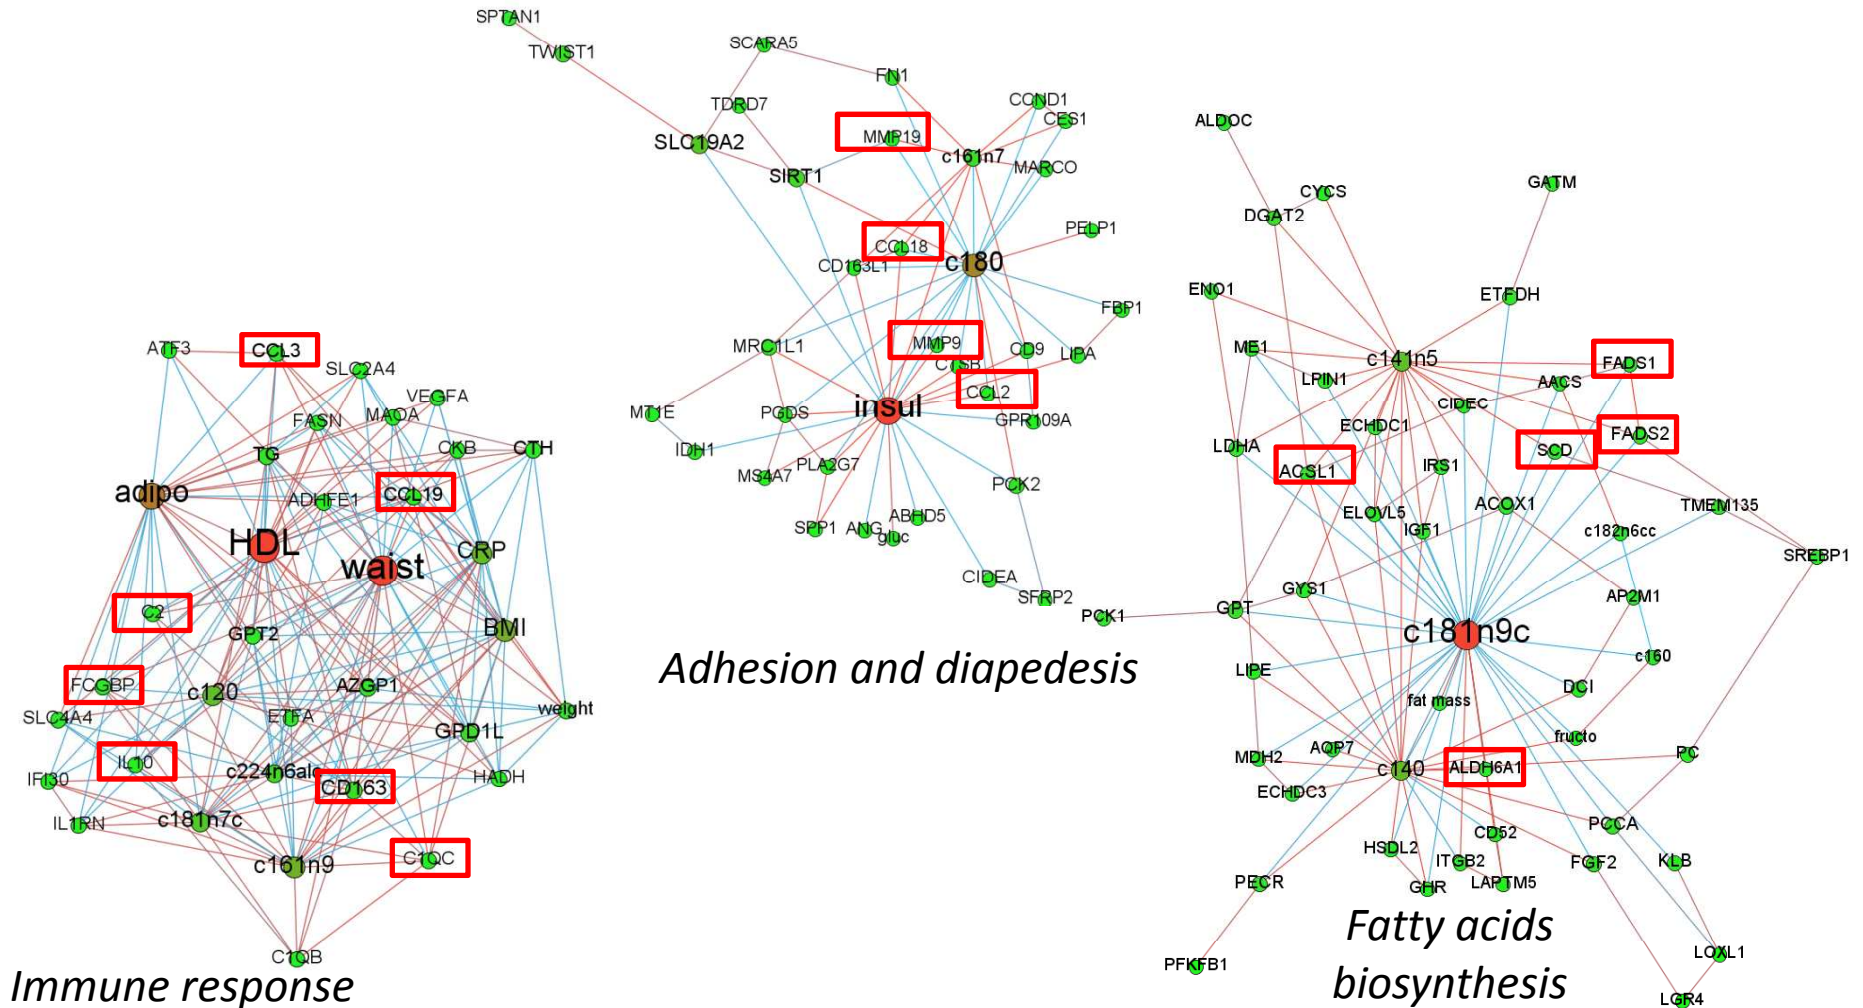 SPTAN1
TWIST1
SCARA5
FN1
TDRD7
CCND1
CES1
SLC19A2
MMP19
c161n7
MARCO
SIRT1
CCL18
PELP1
CD163L1
c180
FBP1
MRC1L1
MMP9
CD9
LIPA
CTSB
CCL2
MT1E
PGDS
insul
GPR109A
IDH1
MS4A7
PLA2G7
PCK2
SPP1
ANG
ABHD5
gluc
CIDEA
SFRP2
Adhesion and diapedesis
ATF3
CCL3
SLC2A4
VEGFA
FASN
MAOA
TG
CKB
CTH
adipo
ADHFE1
CCL19
HDL
waist
CRP
C2
GPT2
BMI
FCGBP
c120
AZGP1
SLC4A4
ETFA
weight
GPD1L
IL10
IFI30
c224n6alc
CD163
HADH
IL1RN
c181n7c
c161n9
C1QC
C1QB
Immune response
ALDOC
CYCS
GATM
DGAT2
ENO1
ETFDH
ME1
c141n5
FADS1
LPIN1
AACS
CIDEC
LDHA
ECHDC1
SCD
FADS2
ACSL1
IRS1
ELOVL5
IGF1
ACOX1
TMEM135
c182n6cc
SREBP1
GYS1
PCK1
GPT
AP2M1
c181n9c
LIPE
c160
fat mass
DCI
MDH2
AQP7
fructo
c140
ALDH6A1
PC
ECHDC3
CD52
PCCA
HSDL2
ITGB2
FGF2
KLB
PECR
GHR
LAPTM5
PFKFB1
LOXL1
LGR4
Fatty acids
biosynthesis